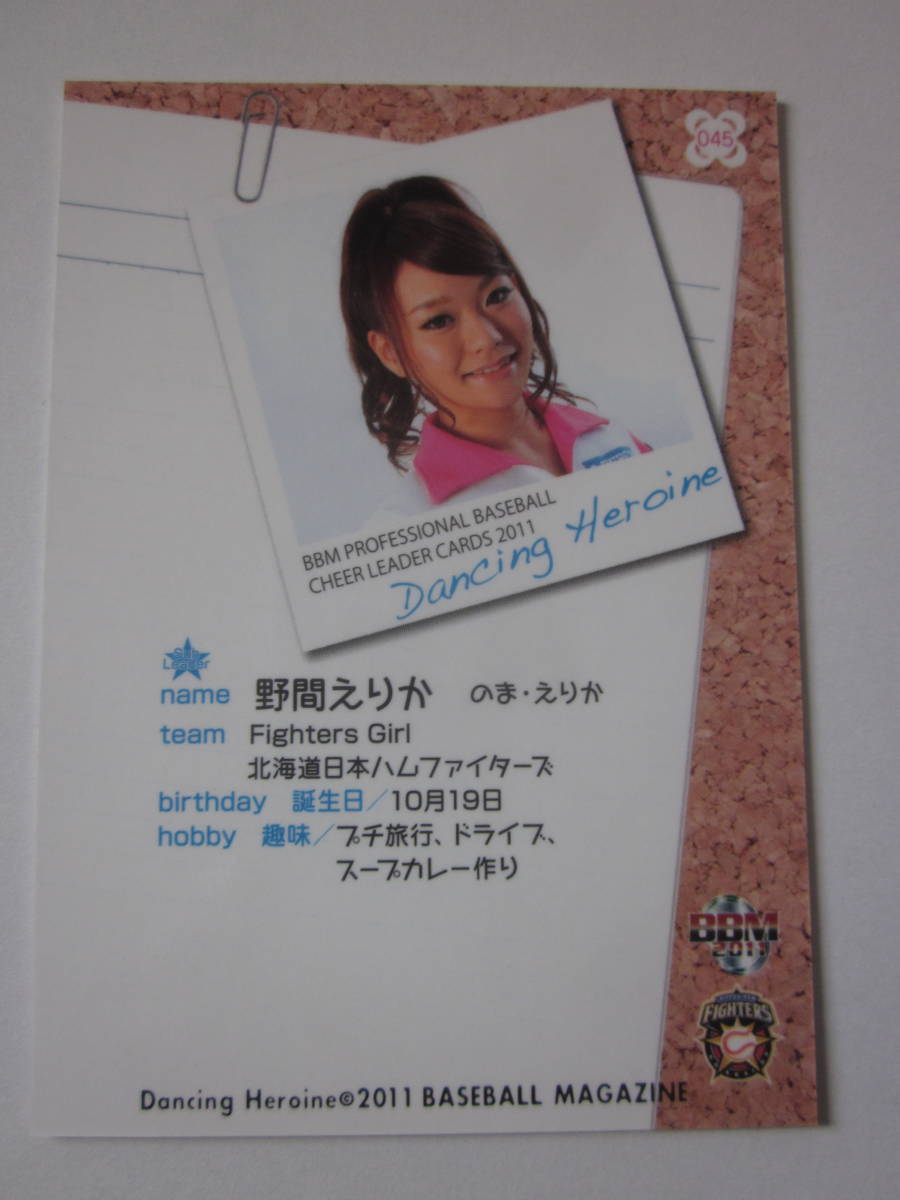 045
BBM PROFESSIONAL BASEBALL
CHEER LEADER CARDS 2011
Dancing Heroine
Sub
Leader
name 野間えりか のま・えりか
team Fighters Girl
北海道日本ハムファイターズ
birthday 誕生日/10月19日
hobby 趣味/プチ旅行、ドライブ、
スープカレー作り
BBM
2011
FIGHTERS
Dancing Heroine©2011 BASEBALL MAGAZINE